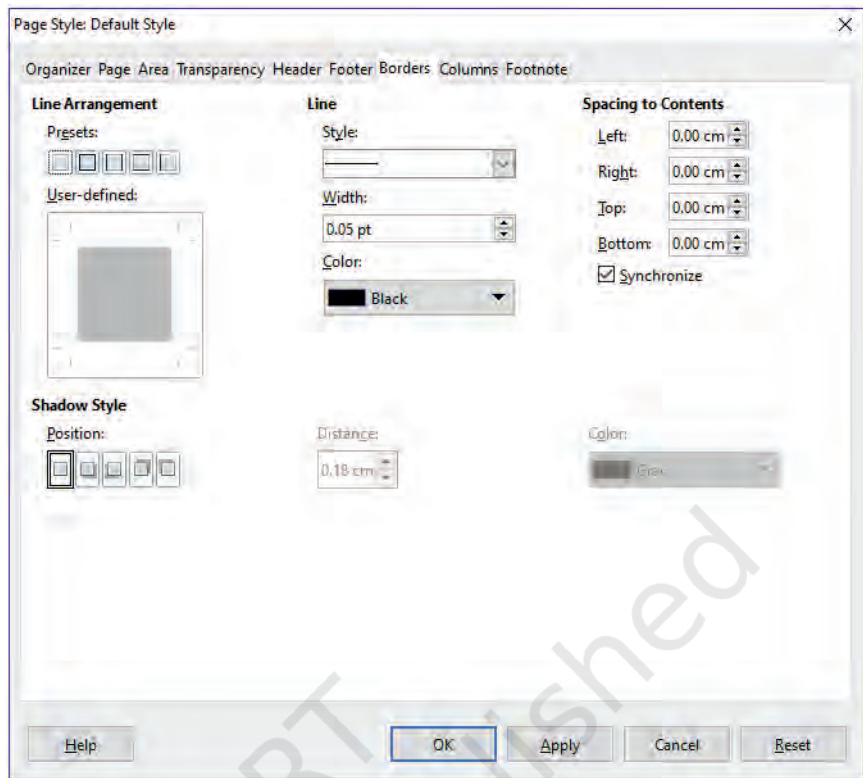 Page Style: Default Style
Organizer Page Area Transparency Header Footer Borders Columns Footnote
Line Arrangement
Presets:
User-defined:
Line
Style:
Width:
0.05 pt
Color:
Black
Spacing to Contents
Left: 0.00 cm
Right: 0.00 cm
Top: 0.00 cm
Bottom: 0.00 cm
Synchronize
Shadow Style
Position:
Distance:
0.18 cm
Color:
Gray
Help OK Apply Cancel Reset